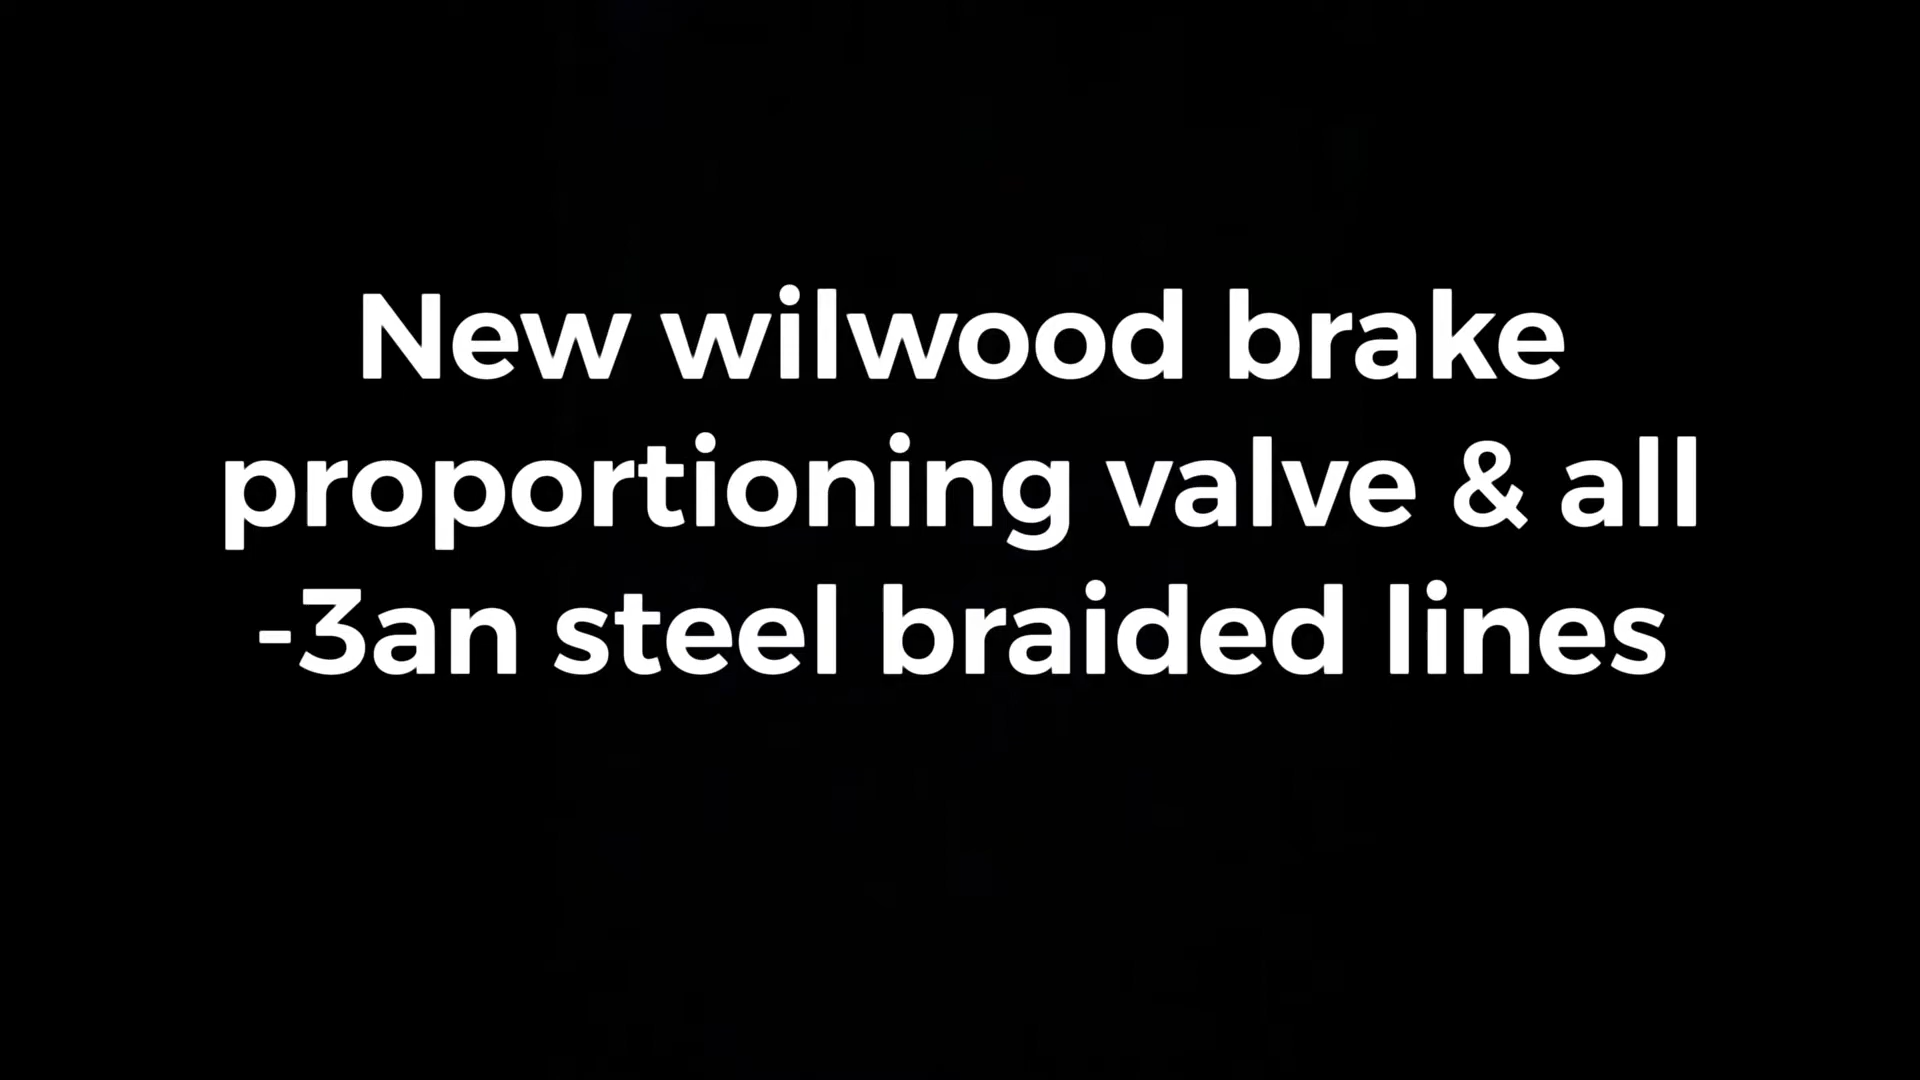 New wilwood brake
proportioning valve & all
-3an steel braided lines